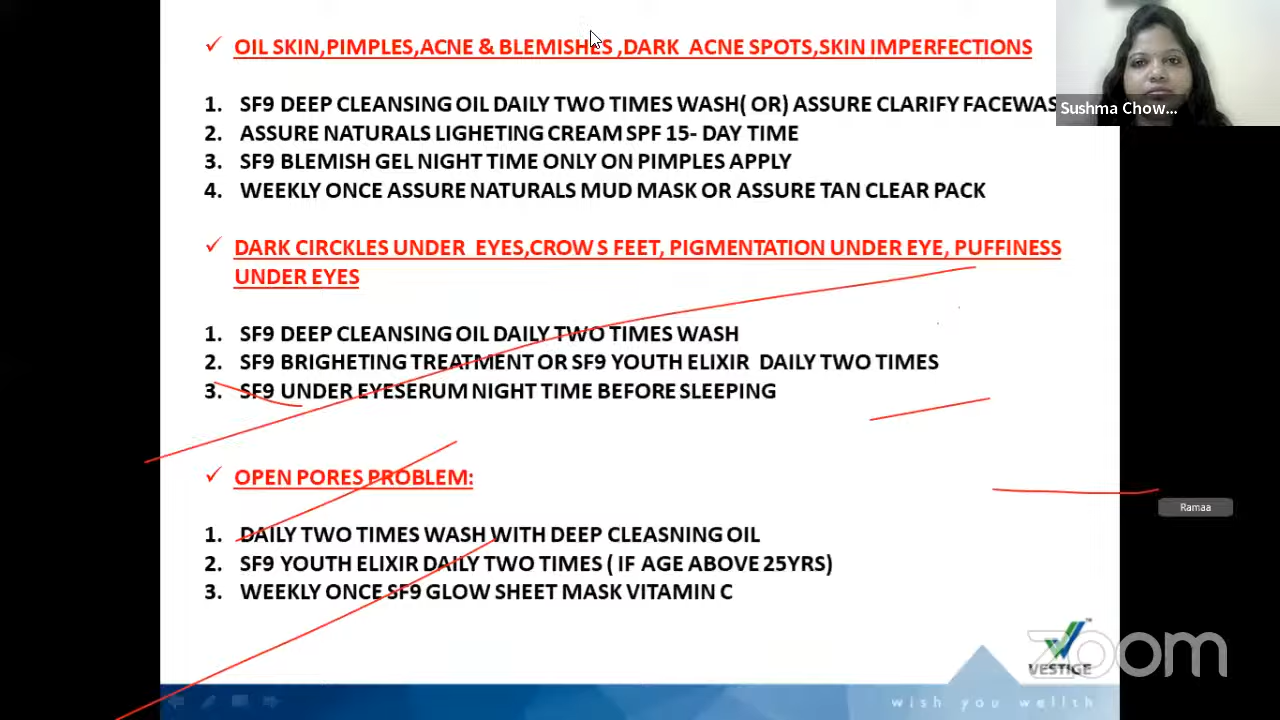 OIL SKIN,PIMPLES,ACNE & BLEMISHES ,DARK ACNE SPOTS,SKIN IMPERFECTIONS
1. SF9 DEEP CLEANSING OIL DAILY TWO TIMES WASH( OR) ASSURE CLARIFY FACEWAS
Sushma Chow...
2. ASSURE NATURALS LIGHETING CREAM SPF 15- DAY TIME
3. SF9 BLEMISH GEL NIGHT TIME ONLY ON PIMPLES APPLY
4. WEEKLY ONCE ASSURE NATURALS MUD MASK OR ASSURE TAN CLEAR PACK
DARK CIRCKLES UNDER EYES,CROW S FEET, PIGMENTATION UNDER EYE, PUFFINESS
UNDER EYES
1. SF9 DEEP CLEANSING OIL DAILY TWO TIMES WASH
2. SF9 BRIGHETING TREATMENT OR SF9 YOUTH ELIXIR DAILY TWO TIMES
3. SF9 UNDER EYESERUM NIGHT TIME BEFORE SLEEPING
OPEN PORES PROBLEM:
Ramaa
1. DAILY TWO TIMES WASH WITH DEEP CLEASNING OIL
2. SF9 YOUTH ELIXIR DAILY TWO TIMES ( IF AGE ABOVE 25YRS)
3. WEEKLY ONCE SF9 GLOW SHEET MASK VITAMIN C
zoom
VESTIGE
wish you wellth